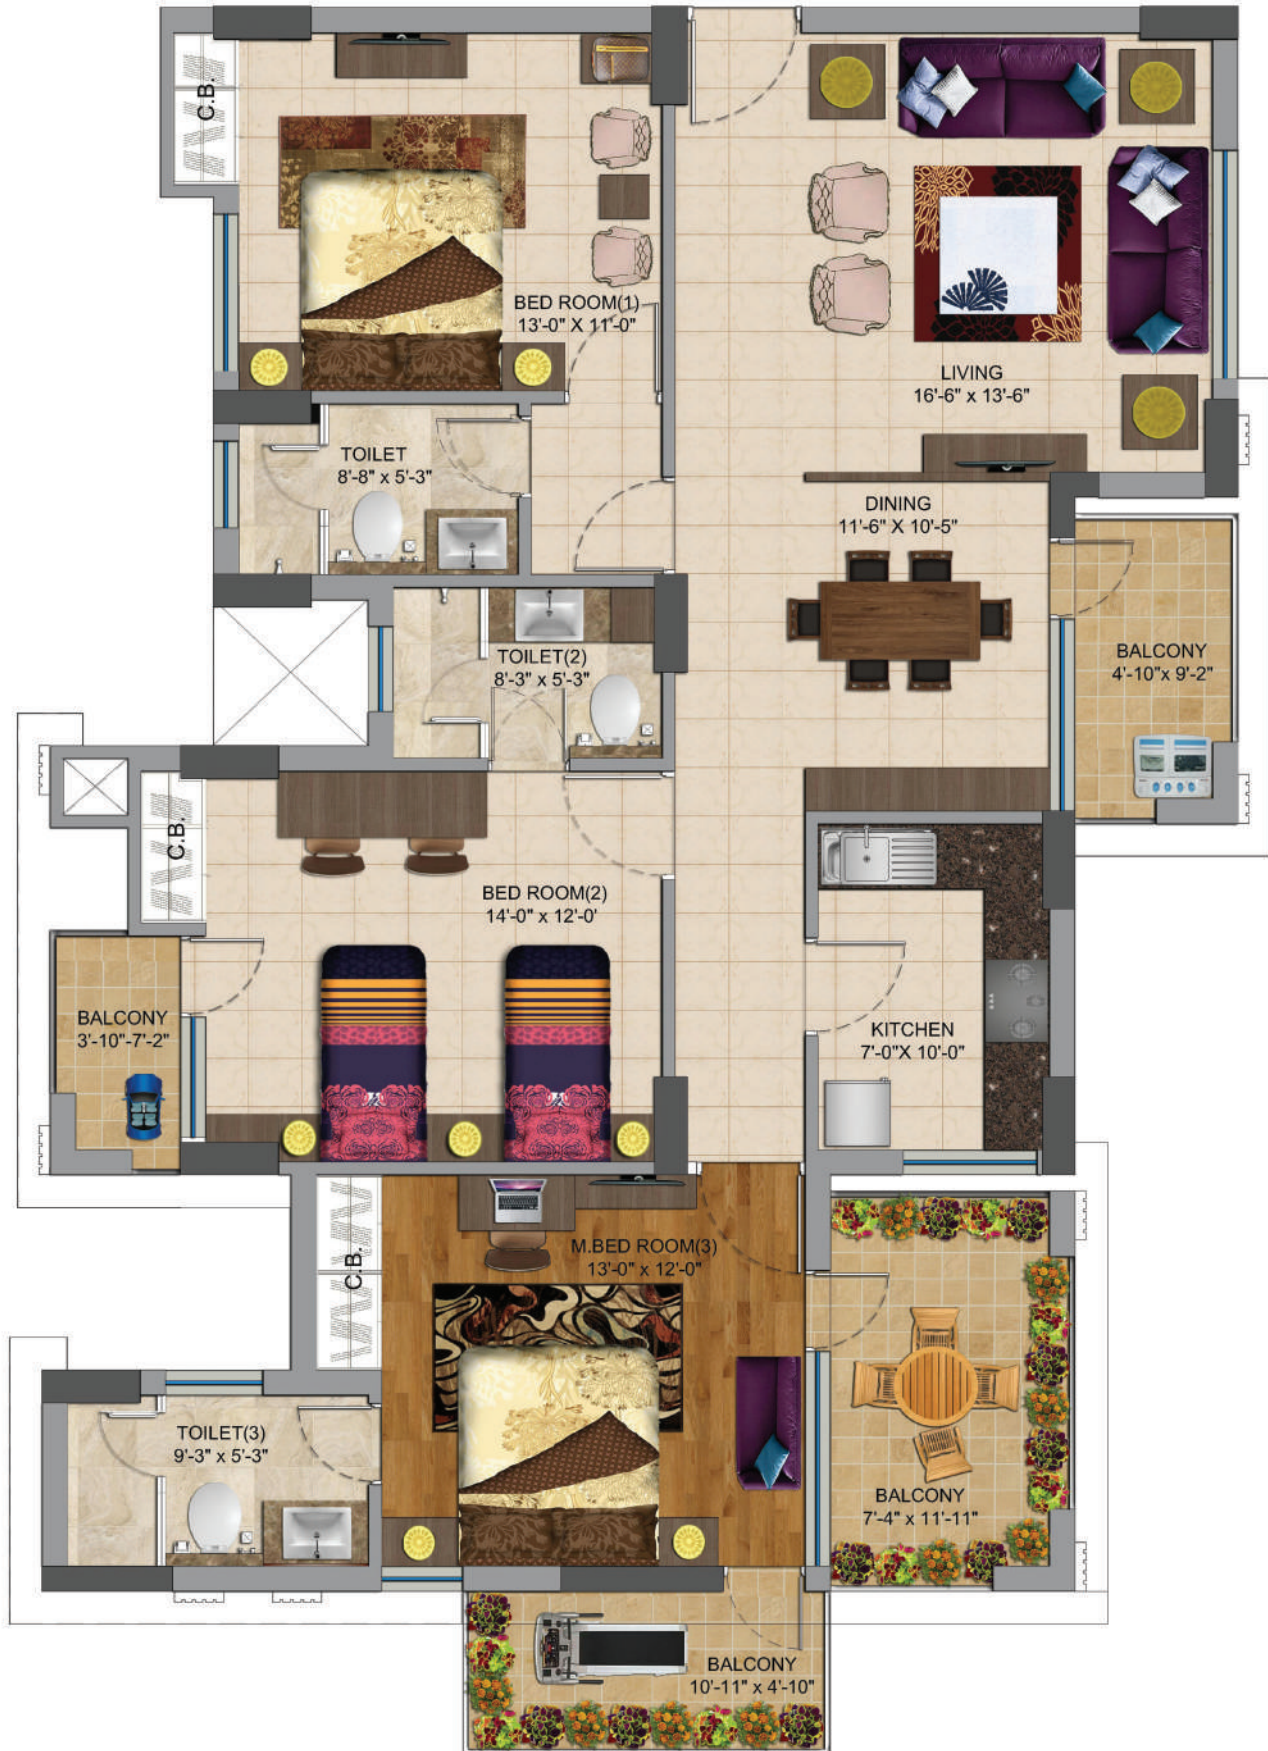 C.B.
BED ROOM(1)
13'-0" X 11'-0"
LIVING
16'-6" x 13'-6"
TOILET
8'-8" x 5'-3"
DINING
11'-6" X 10'-5"
TOILET(2)
8'-3" x 5'-3"
BALCONY
4'-10"x 9'-2"
C.B.
BED ROOM(2)
14'-0" x 12'-0'
BALCONY
3'-10"-7'-2"
KITCHEN
7'-0"X 10'-0"
C.B.
M.BED ROOM(3)
13'-0" x 12'-0"
TOILET(3)
9'-3" x 5'-3"
BALCONY
7'-4" x 11'-11"
BALCONY
10'-11" x 4'-10"